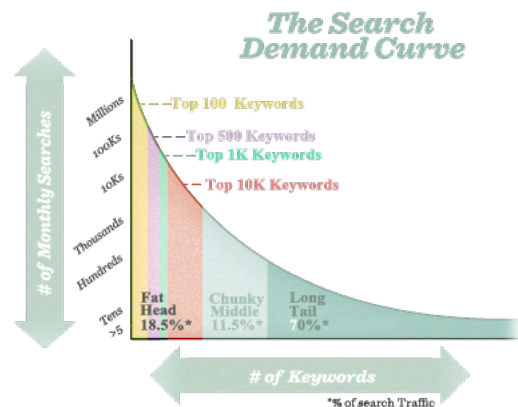 The Search
Demand Curve
# of Monthly Searches
Millions
100Ks
10Ks
Thousands
Hundreds
Tens
>5
Top 100 Keywords
Top 500 Keywords
Top 1K Keywords
Top 10K Keywords
Fat
Head
18.5%*
Chunky
Middle
11.5%*
Long
Tail
70%*
# of Keywords
*% of search Traffic